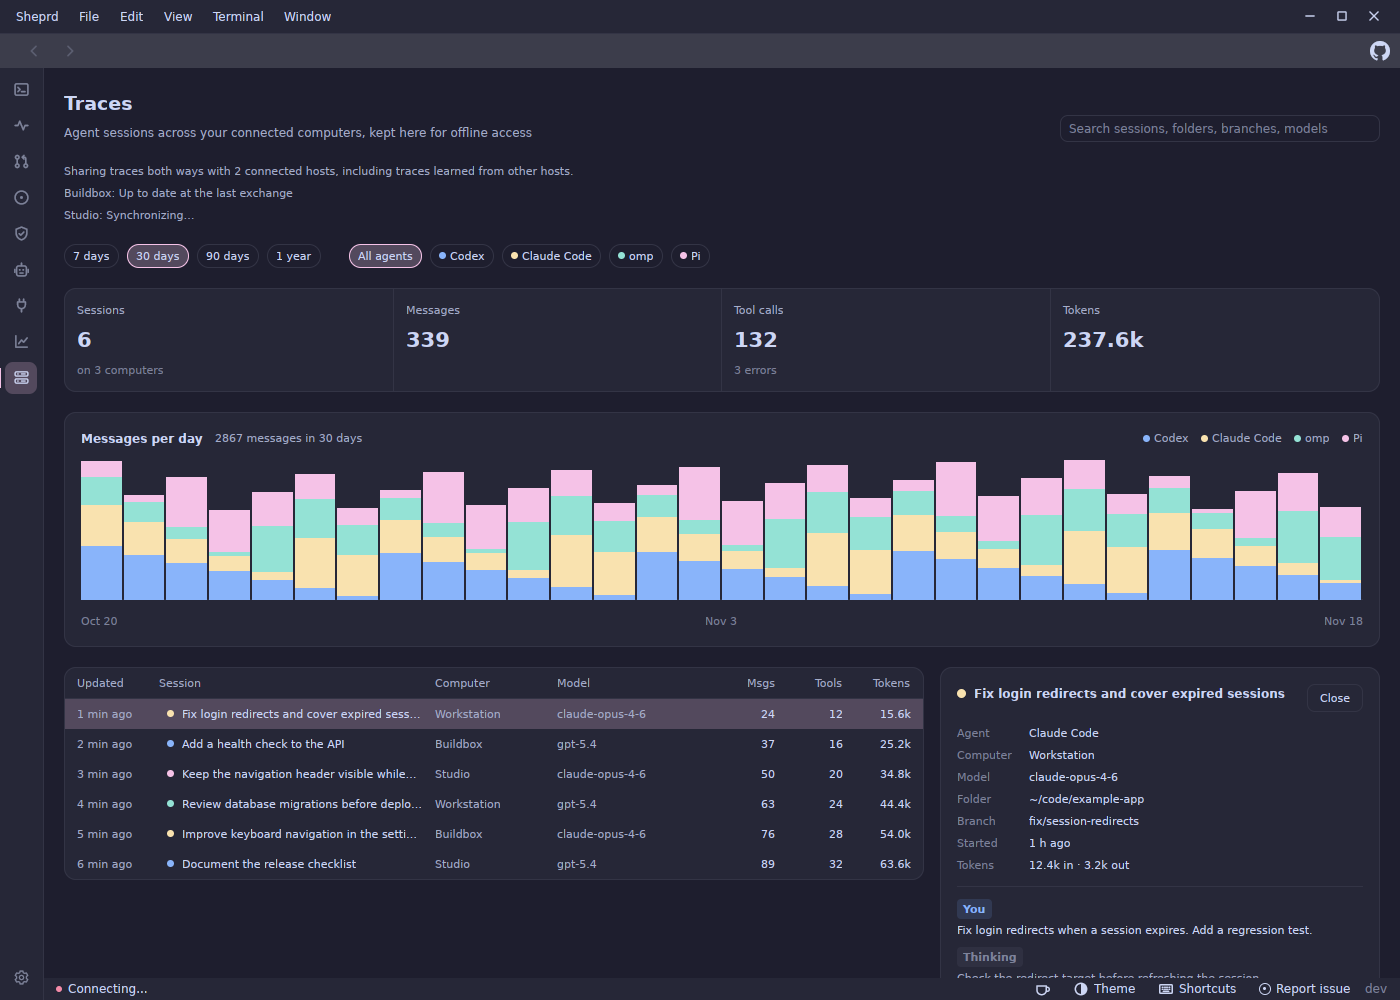 Sheprd File Edit View Terminal Window
Traces
Agent sessions across your connected computers, kept here for offline access
Search sessions, folders, branches, models
Sharing traces both ways with 2 connected hosts, including traces learned from other hosts.
Buildbox: Up to date at the last exchange
Studio: Synchronizing…
7 days 30 days 90 days 1 year All agents Codex Claude Code omp Pi
Sessions Messages Tool calls Tokens
6 339 132 237.6k
on 3 computers 3 errors
Messages per day 2867 messages in 30 days Codex Claude Code omp Pi
Oct 20 Nov 3 Nov 18
Updated Session Computer Model Msgs Tools Tokens
1 min ago Fix login redirects and cover expired sess… Workstation claude-opus-4-6 24 12 15.6k
2 min ago Add a health check to the API Buildbox gpt-5.4 37 16 25.2k
3 min ago Keep the navigation header visible while… Studio claude-opus-4-6 50 20 34.8k
4 min ago Review database migrations before deplo… Workstation gpt-5.4 63 24 44.4k
5 min ago Improve keyboard navigation in the setti… Buildbox claude-opus-4-6 76 28 54.0k
6 min ago Document the release checklist Studio gpt-5.4 89 32 63.6k
Fix login redirects and cover expired sessions Close
Agent Claude Code
Computer Workstation
Model claude-opus-4-6
Folder ~/code/example-app
Branch fix/session-redirects
Started 1 h ago
Tokens 12.4k in · 3.2k out
You
Fix login redirects when a session expires. Add a regression test.
Thinking
Check the redirect target before refreshing the session.
Connecting... Theme Shortcuts Report issue dev